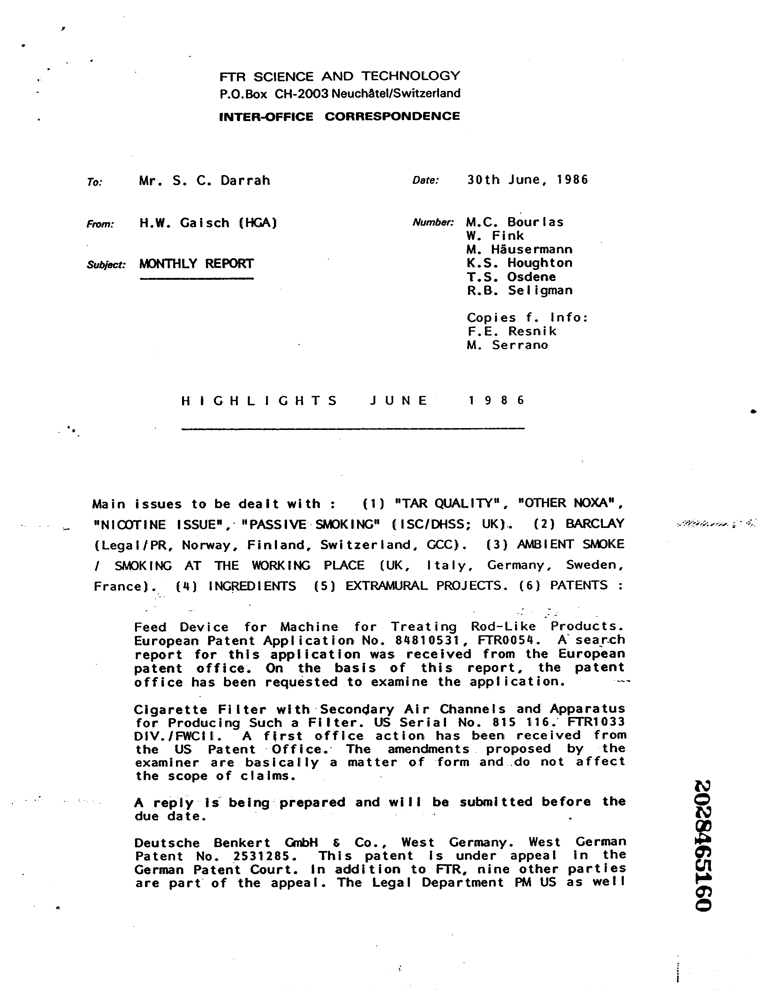 FTR SCIENCE AND TECHNOLOGY
P.O.Box CH-2003 Neuchâtel/Switzerland
INTER-OFFICE CORRESPONDENCE
To: Mr. S. C. Darrah Date: 30th June, 1986
From: H.W. Gaisch (HGA) Number: M.C. Bourlas
W. Fink
M. Häusermann
Subject: MONTHLY REPORT K.S. Houghton
T.S. Osdene
R.B. Seligman
Copies f. Info:
F.E. Resnik
M. Serrano
HIGHLIGHTS JUNE 1986
Main issues to be dealt with : (1) "TAR QUALITY", "OTHER NOXA",
"NICOTINE ISSUE", "PASSIVE SMOKING" (ISC/DHSS; UK). (2) BARCLAY
(Legal/PR, Norway, Finland, Switzerland, GCC). (3) AMBIENT SMOKE
/ SMOKING AT THE WORKING PLACE (UK, Italy, Germany, Sweden,
France). (4) INGREDIENTS (5) EXTRAMURAL PROJECTS. (6) PATENTS :
Feed Device for Machine for Treating Rod-Like Products.
European Patent Application No. 84810531, FTR0054. A search
report for this application was received from the European
patent office. On the basis of this report, the patent
office has been requested to examine the application.
Cigarette Filter with Secondary Air Channels and Apparatus
for Producing Such a Filter. US Serial No. 815 116. FTR1033
DIV./FWCII. A first office action has been received from
the US Patent Office. The amendments proposed by the
examiner are basically a matter of form and do not affect
the scope of claims.
A reply is being prepared and will be submitted before the
due date.
Deutsche Benkert GmbH & Co., West Germany. West German
Patent No. 2531285. This patent is under appeal in the
German Patent Court. In addition to FTR, nine other parties
are part of the appeal. The Legal Department PM US as well
2028465160